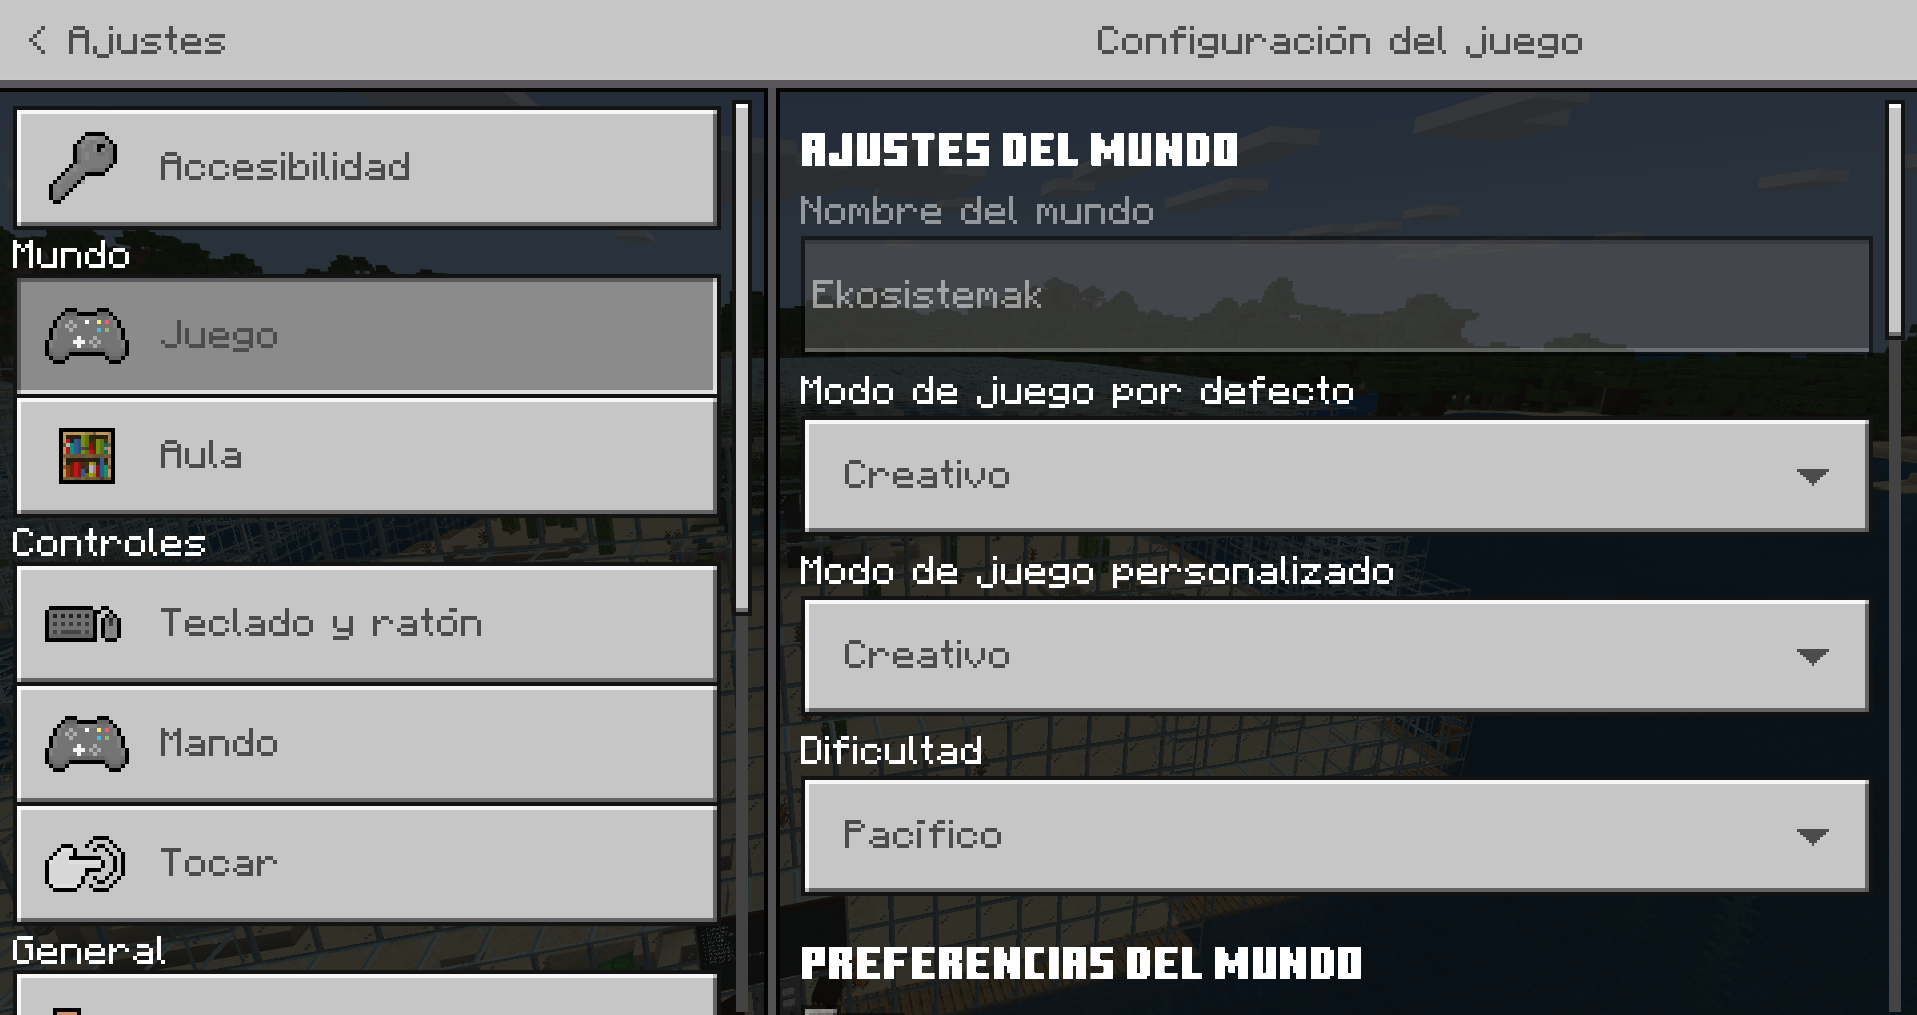 Ajustes
Configuración del juego
Accesibilidad
Mundo
Juego
Aula
Controles
Teclado y ratón
Mando
Tocar
General
AJUSTES DEL MUNDO
Nombre del mundo
Ekosistemak
Modo de juego por defecto
Creativo
Modo de juego personalizado
Creativo
Dificultad
Pacífico
PREFERENCIAS DEL MUNDO